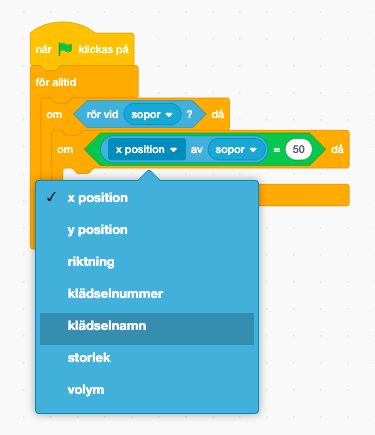 när klickas på
för alltid
om rör vid sopor ? då
om x position av sopor = 50 då
✓ x position
y position
riktning
klädselnummer
klädselnamn
storlek
volym